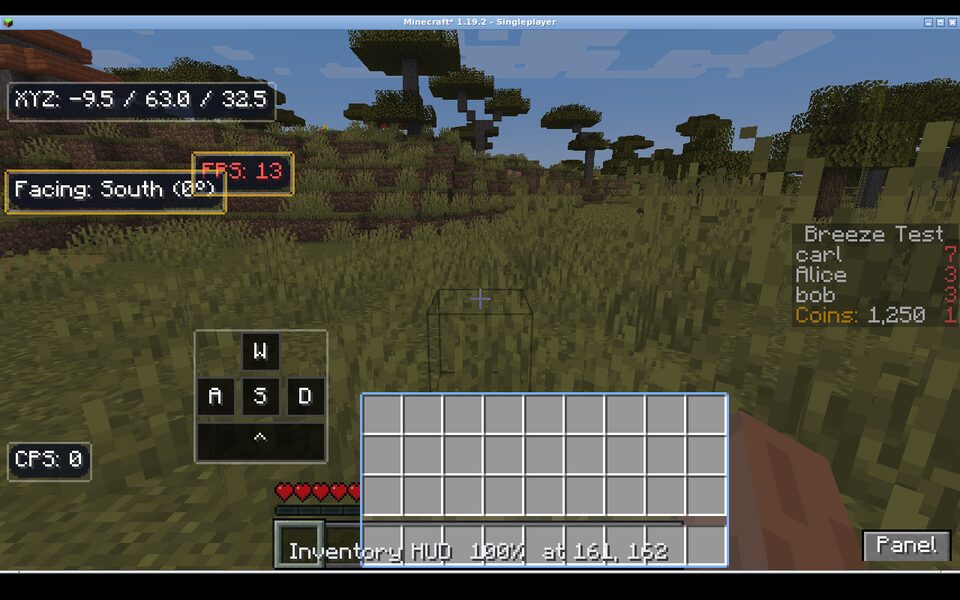 Minecraft* 1.19.2 - Singleplayer
XYZ: -9.5 / 63.0 / 32.5
FPS: 13
Facing: South (0º)
Breeze Test
carl 7
Alice 3
bob 3
Coins: 1,250 1
W
A S D
^
CPS: 0
Inventory HUD 100% at 161, 162
Panel